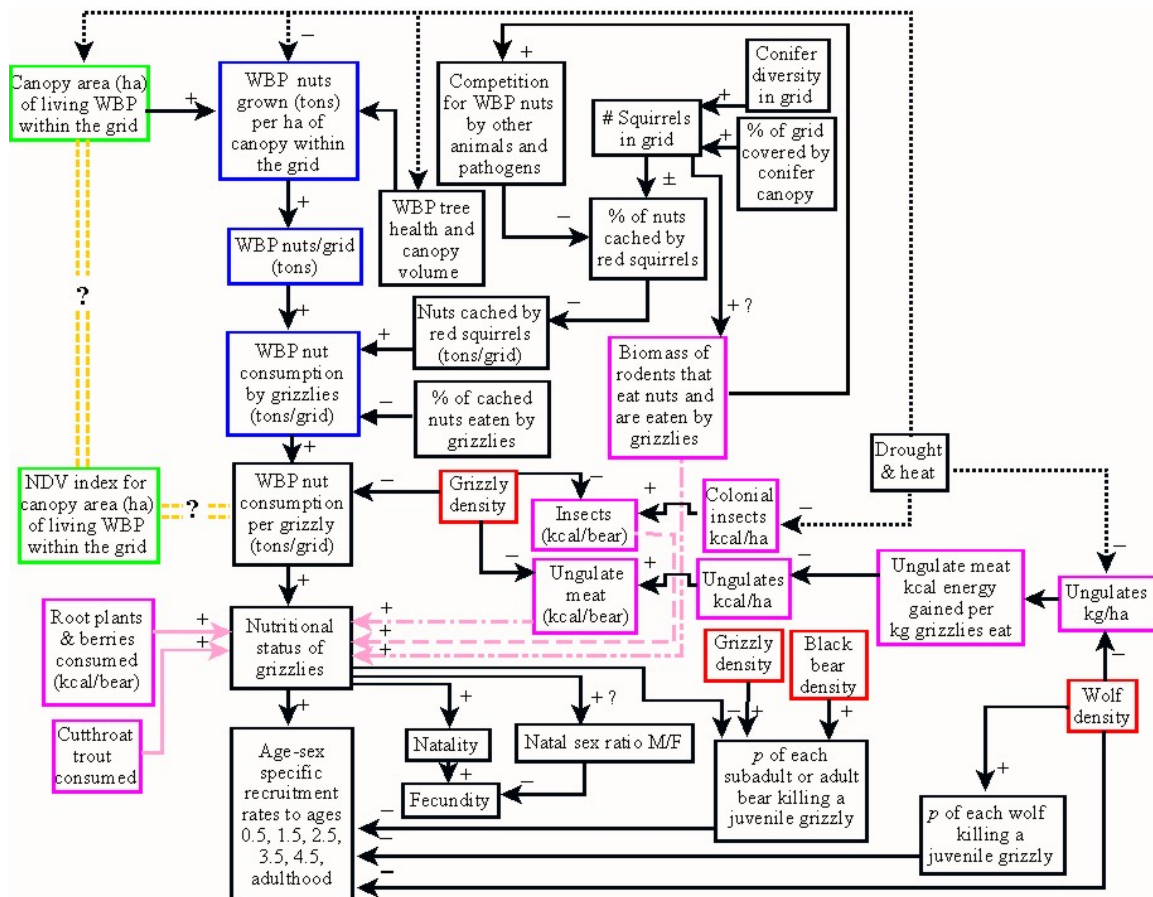 Canopy area (ha)
of living WBP
within the grid
+
–
WBP nuts
grown (tons)
per ha of
canopy within
the grid
+
Competition
for WBP nuts
by other
animals and
pathogens
# Squirrels
in grid
+
+
Conifer
diversity
in grid
% of grid
covered by
conifer
canopy
±
+
WBP tree
health and
canopy
volume
–
% of nuts
cached by
red squirrels
WBP nuts/grid
(tons)
?
+
–
+ ?
Nuts cached by
red squirrels
(tons/grid)
+
WBP nut
consumption
by grizzlies
(tons/grid)
–
% of cached
nuts eaten by
grizzlies
Biomass of
rodents that
eat nuts and
are eaten by
grizzlies
+
Drought
& heat
NDV index for
canopy area (ha)
of living WBP
within the grid
?
WBP nut
consumption
per grizzly
(tons/grid)
–
Grizzly
density
–
Insects
(kcal/bear)
+
Colonial
insects
kcal/ha
–
–
+
–
Ungulate
meat
(kcal/bear)
+
Ungulates
kcal/ha
–
Ungulate meat
kcal energy
gained per
kg grizzlies eat
–
Ungulates
kg/ha
Root plants
& berries
consumed
(kcal/bear)
+
+
Nutritional
status of
grizzlies
+
+
+
Grizzly
density
Black
bear
density
–
Wolf
density
Cutthroat
trout
consumed
+
+
+ ?
–
+
+
+
Natality
Natal sex ratio M/F
+
–
Fecundity
p of each
subadult or adult
bear killing a
juvenile grizzly
p of each wolf
killing a
juvenile grizzly
Age-sex
specific
recruitment
rates to ages
0.5, 1.5, 2.5,
3.5, 4.5,
adulthood
–
–
–